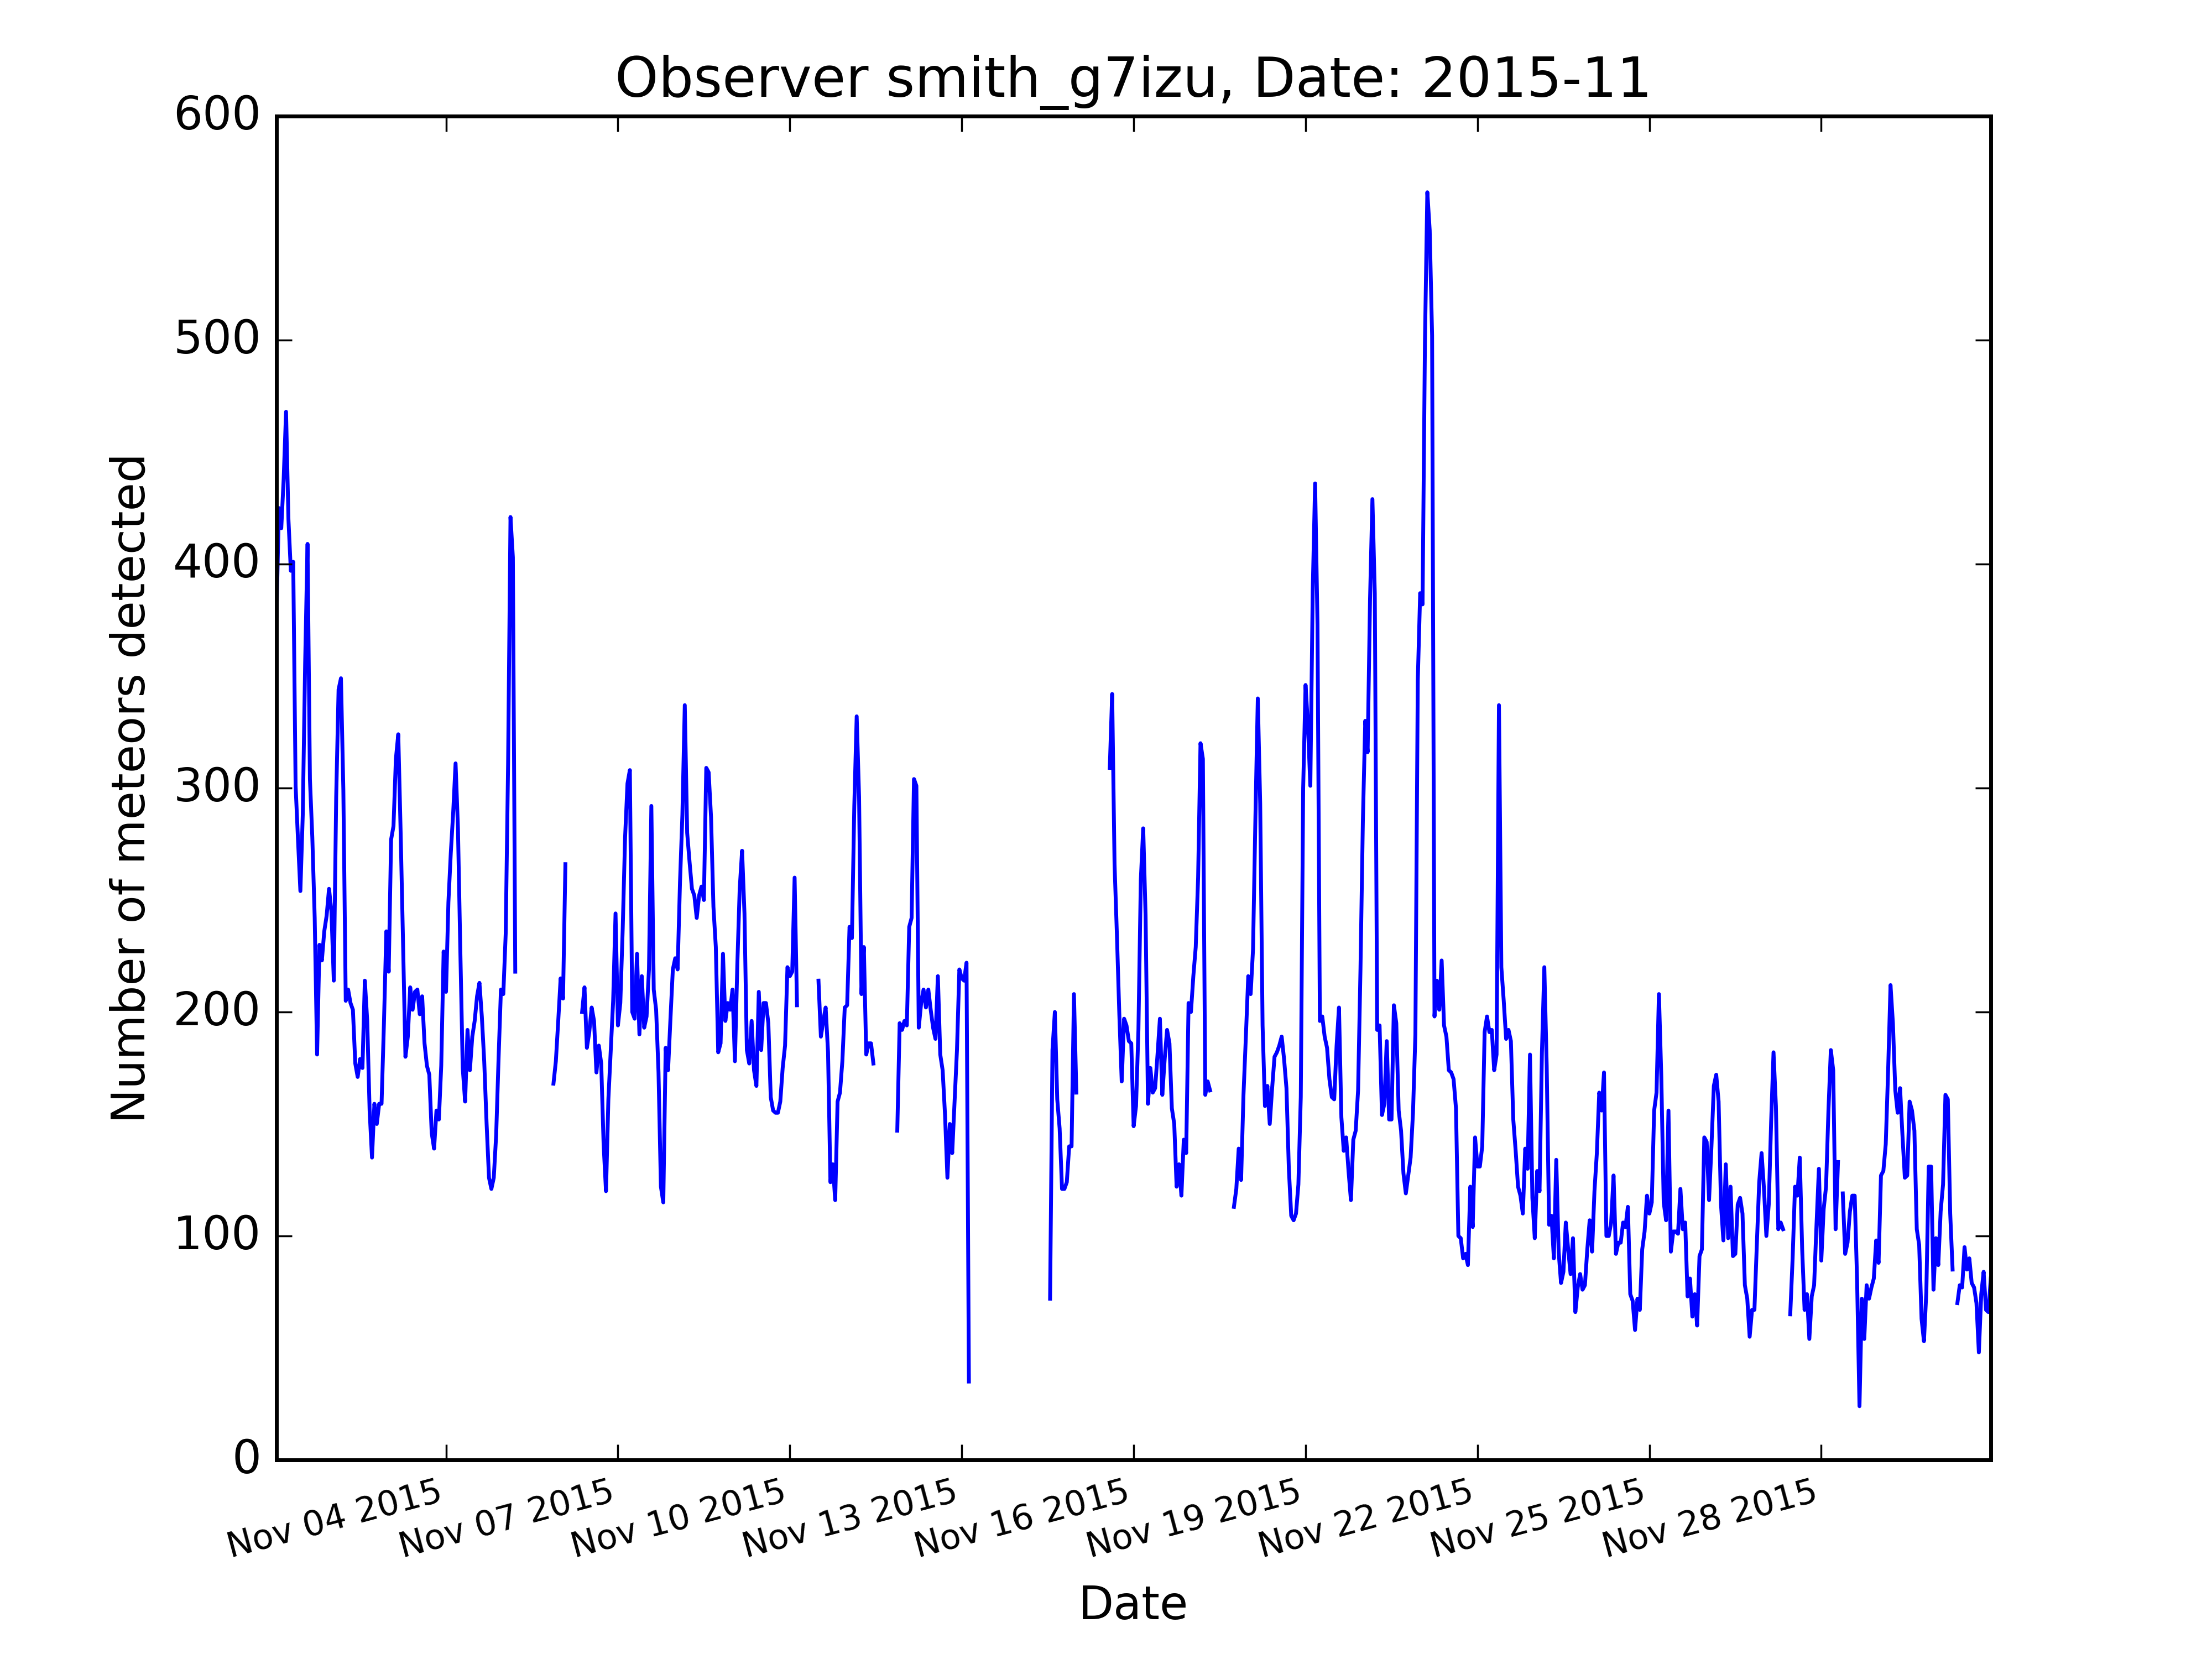 Observer smith_g7izu, Date: 2015-11
600
500
400
300
200
100
0
Number of meteors detected
Nov 04 2015
Nov 07 2015
Nov 10 2015
Nov 13 2015
Nov 16 2015
Nov 19 2015
Nov 22 2015
Nov 25 2015
Nov 28 2015
Date